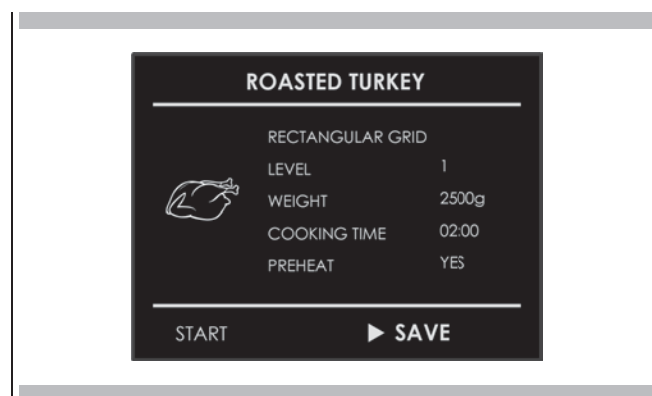 ROASTED TURKEY
RECTANGULAR GRID
LEVEL 1
WEIGHT 2500g
COOKING TIME 02:00
PREHEAT YES
START ▶ SAVE